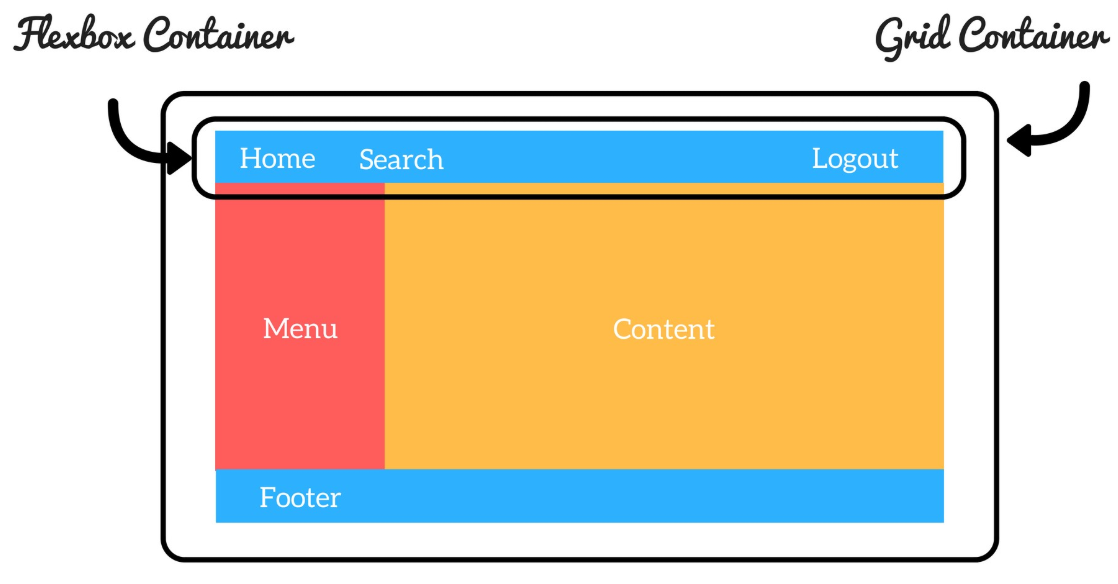 Flexbox Container
Grid Container
Home Search Logout
Menu
Content
Footer